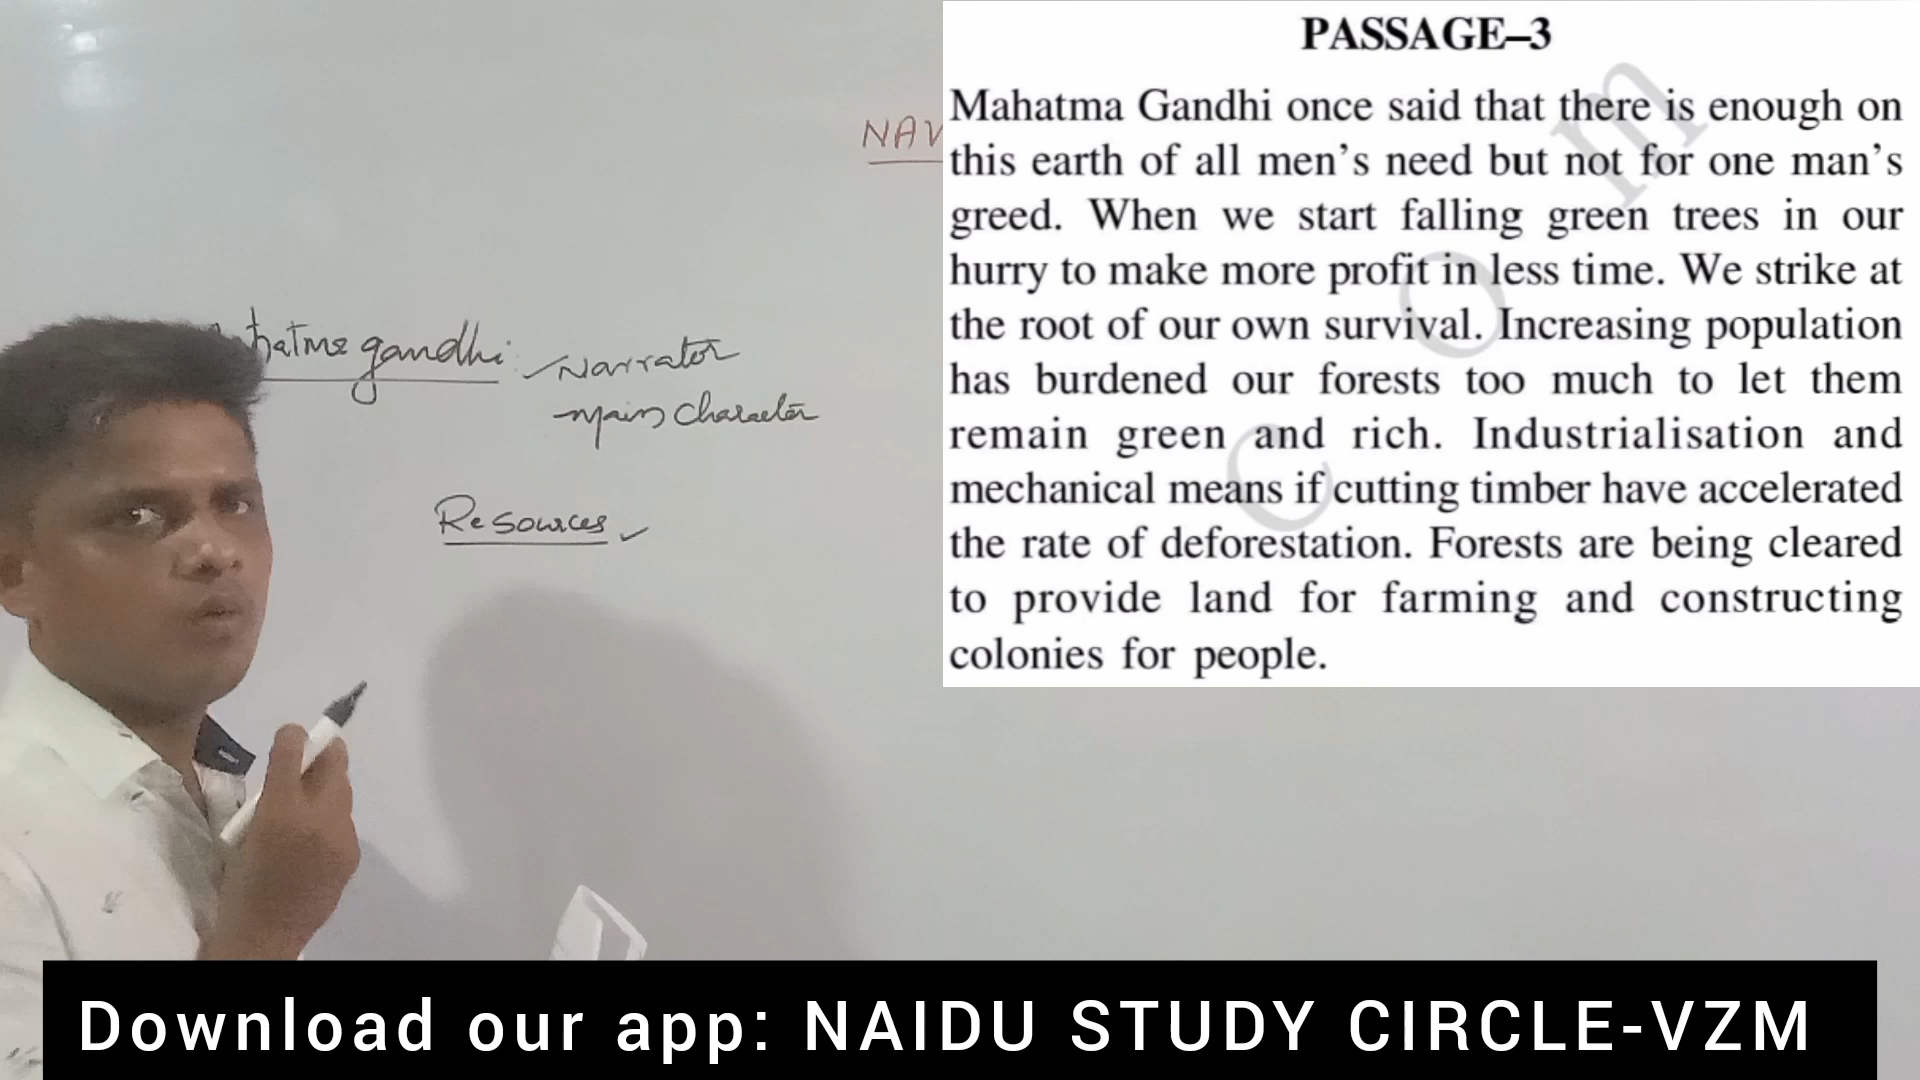 PASSAGE–3
Mahatma Gandhi once said that there is enough on
this earth of all men's need but not for one man's
greed. When we start falling green trees in our
hurry to make more profit in less time. We strike at
the root of our own survival. Increasing population
has burdened our forests too much to let them
remain green and rich. Industrialisation and
mechanical means if cutting timber have accelerated
the rate of deforestation. Forests are being cleared
to provide land for farming and constructing
colonies for people.
com
NAV
hatma gandhi
Narrator
main character
Resources
Download our app: NAIDU STUDY CIRCLE-VZM